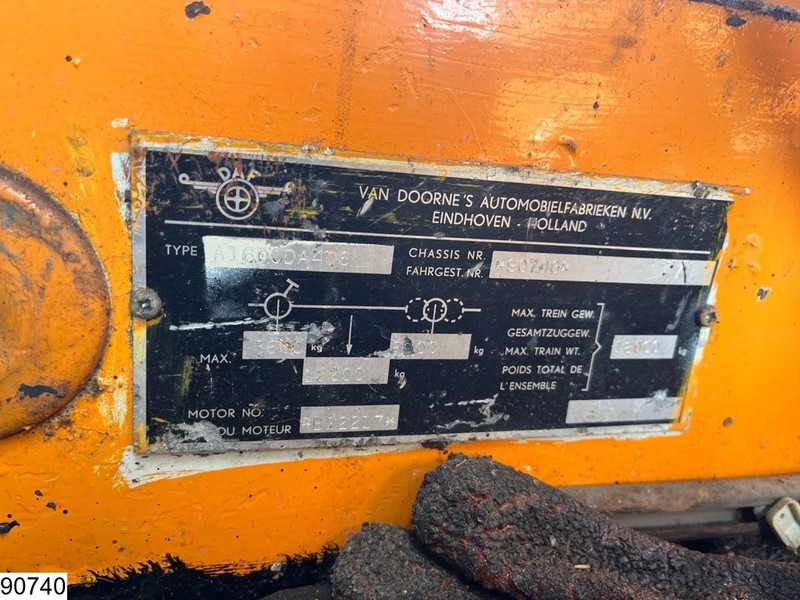 DAF
VAN DOORNE'S AUTOMOBIELFABRIEKEN N.V.
EINDHOVEN - HOLLAND
TYPE
CHASSIS NR.
FAHRGEST. NR.
MAX. TREIN GEW.
GESAMTZUGGEW.
MAX. TRAIN WT.
POIDS TOTAL DE
L'ENSEMBLE
kg
MAX. kg kg
kg
MOTOR NO.
DU MOTEUR
90740